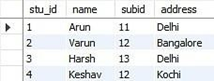 stu_id name subid address
1 Arun 11 Delhi
2 Varun 12 Bangalore
3 Harsh 13 Delhi
4 Keshav 12 Kochi